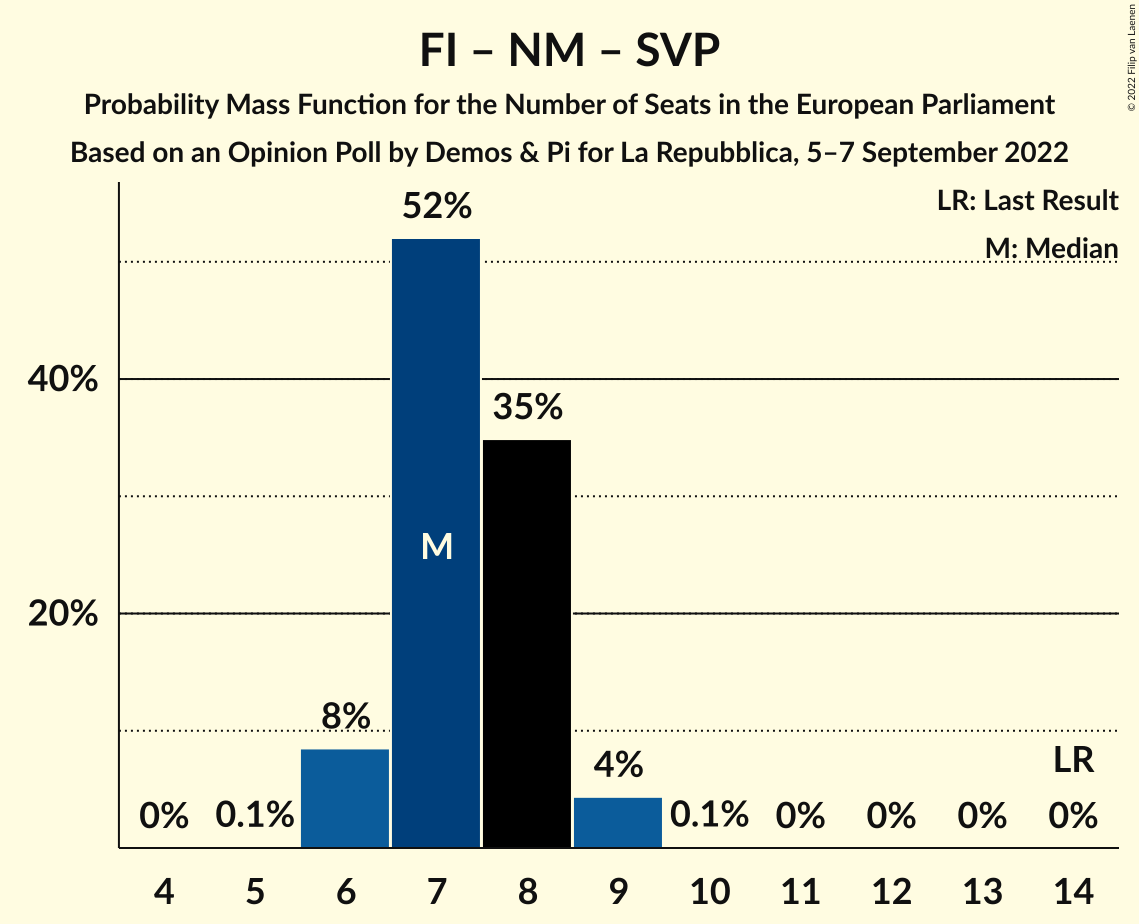 FI – NM – SVP
Probability Mass Function for the Number of Seats in the European Parliament
Based on an Opinion Poll by Demos & Pi for La Repubblica, 5–7 September 2022
© 2022 Filip van Laenen
LR: Last Result
M: Median
52%
40%
35%
M
20%
8%
4%
LR
0% 0.1% 0.1% 0% 0% 0% 0%
4 5 6 7 8 9 10 11 12 13 14